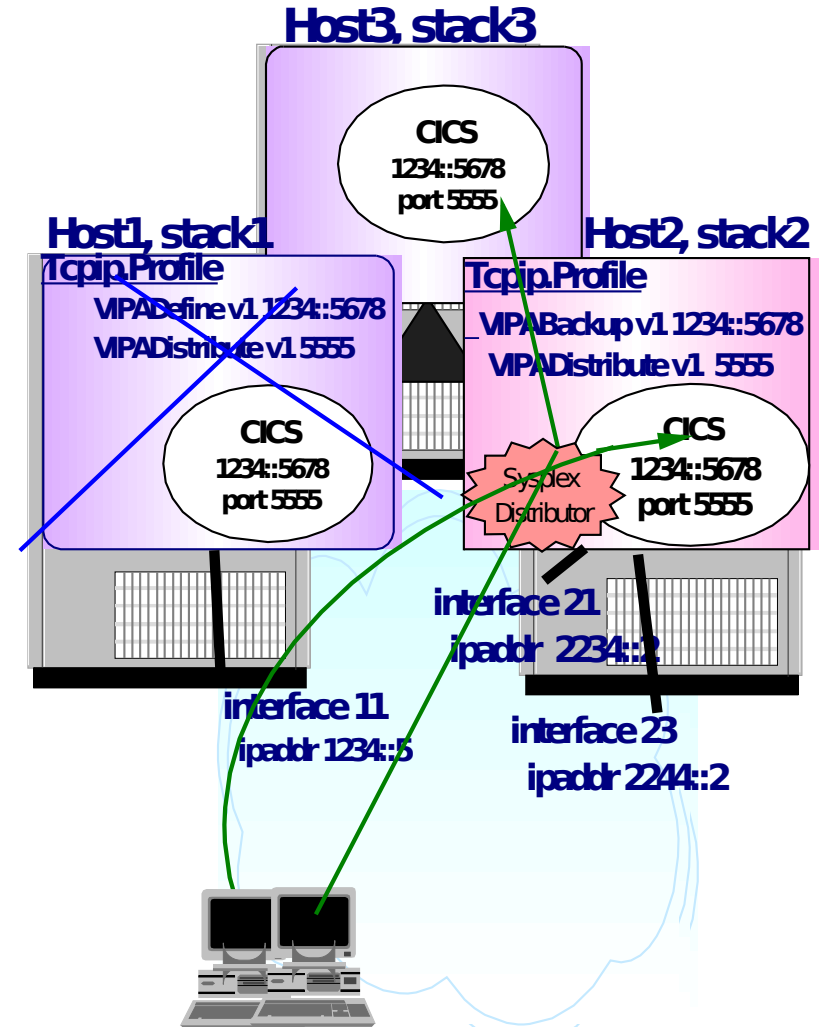 Host3, stack3
CICS
1234::5678
port 5555
Host1, stack1
Tcpip.Profile
VIPADefine v1 1234::5678
VIPADistribute v1 5555
CICS
1234::5678
port 5555
Host2, stack2
Tcpip.Profile
VIPABackup v1 1234::5678
VIPADistribute v1 5555
CICS
1234::5678
port 5555
Sysplex
Distributor
interface 21
ipaddr 2234::2
interface 11
ipaddr 1234::5
interface 23
ipaddr 2244::2